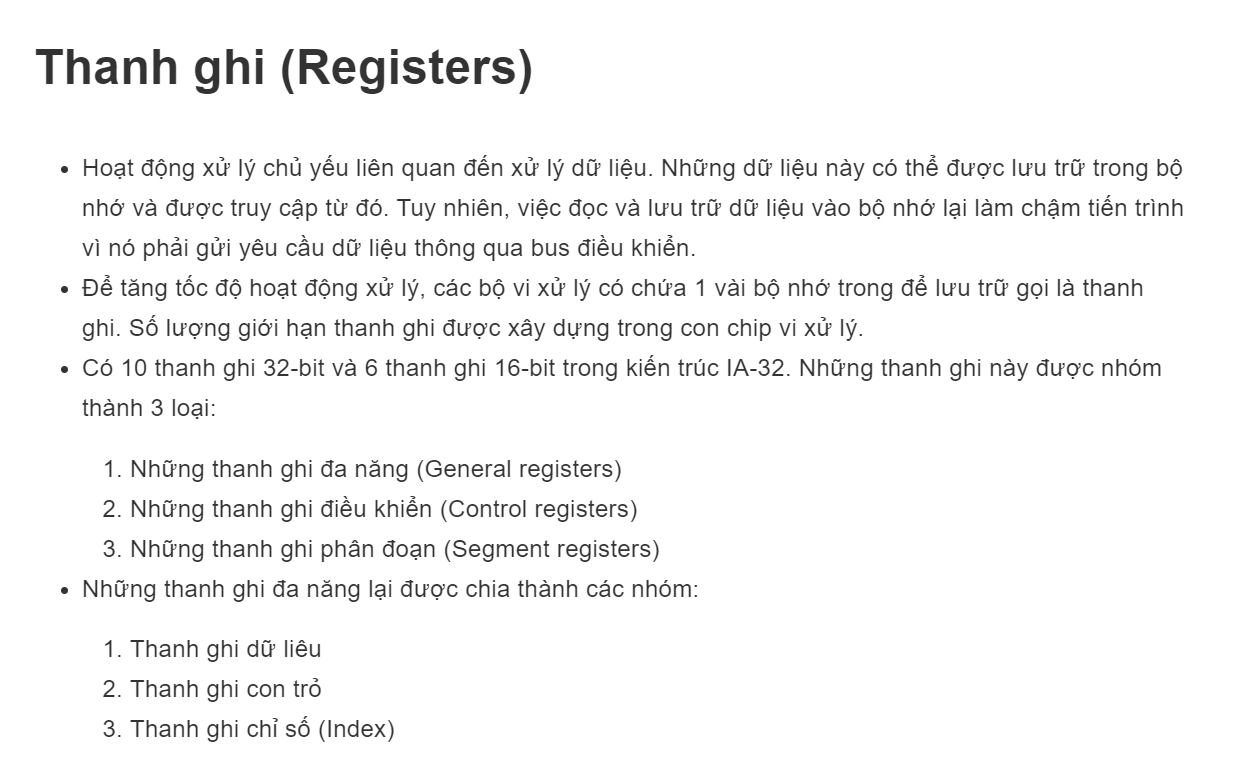 Thanh ghi (Registers)
• Hoạt động xử lý chủ yếu liên quan đến xử lý dữ liệu. Những dữ liệu này có thể được lưu trữ trong bộ
nhớ và được truy cập từ đó. Tuy nhiên, việc đọc và lưu trữ dữ liệu vào bộ nhớ lại làm chậm tiến trình
vì nó phải gửi yêu cầu dữ liệu thông qua bus điều khiển.
• Để tăng tốc độ hoạt động xử lý, các bộ vi xử lý có chứa 1 vài bộ nhớ trong để lưu trữ gọi là thanh
ghi. Số lượng giới hạn thanh ghi được xây dựng trong con chip vi xử lý.
• Có 10 thanh ghi 32-bit và 6 thanh ghi 16-bit trong kiến trúc IA-32. Những thanh ghi này được nhóm
thành 3 loại:
1. Những thanh ghi đa năng (General registers)
2. Những thanh ghi điều khiển (Control registers)
3. Những thanh ghi phân đoạn (Segment registers)
• Những thanh ghi đa năng lại được chia thành các nhóm:
1. Thanh ghi dữ liêu
2. Thanh ghi con trỏ
3. Thanh ghi chỉ số (Index)